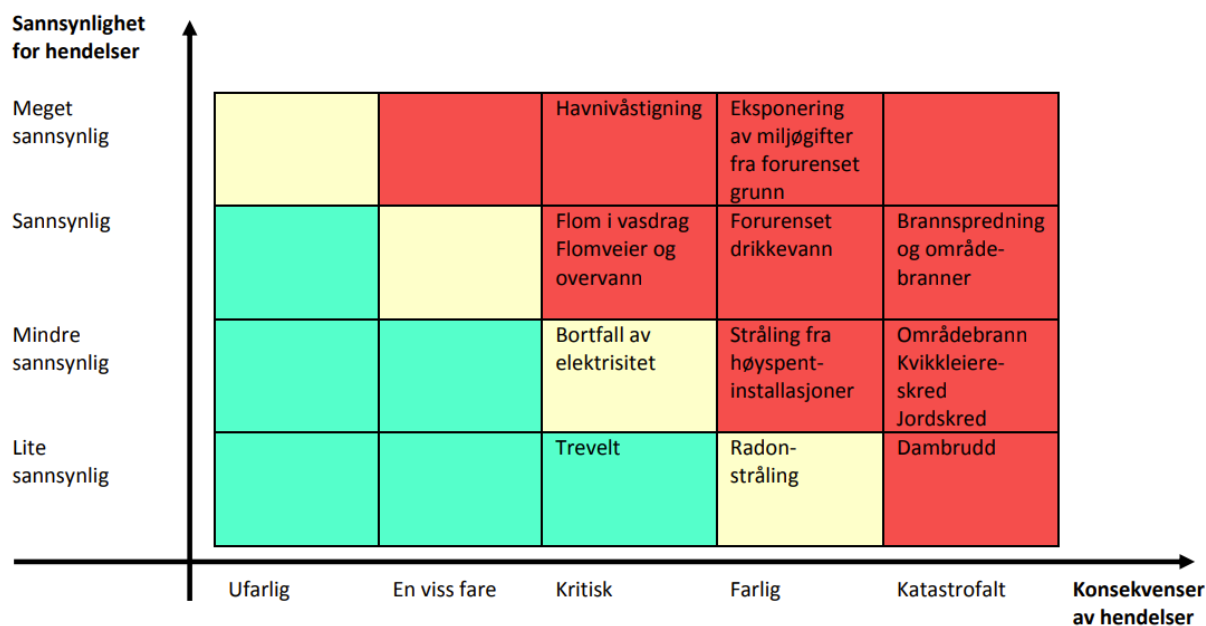 Sannsynlighet
for hendelser
Meget
sannsynlig
Havnivåstigning
Eksponering
av miljøgifter
fra forurenset
grunn
Sannsynlig
Flom i vasdrag
Flomveier og
overvann
Forurenset
drikkevann
Brannspredning
og område-
branner
Mindre
sannsynlig
Bortfall av
elektrisitet
Stråling fra
høyspent-
installasjoner
Områdebrann
Kvikkleiere-
skred
Jordskred
Lite
sannsynlig
Trevelt
Radon-
stråling
Dambrudd
Ufarlig
En viss fare
Kritisk
Farlig
Katastrofalt
Konsekvenser
av hendelser